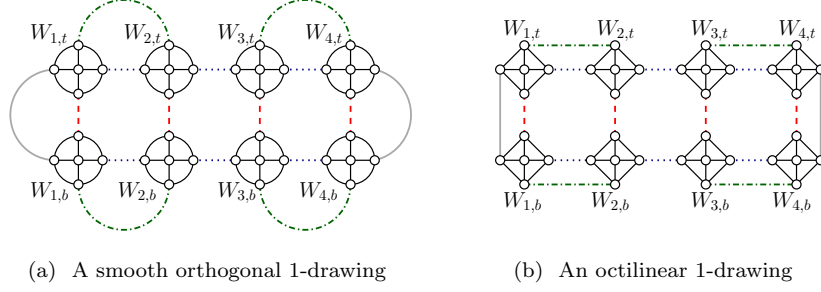 W1,t W2,t W3,t W4,t W1,t W2,t W3,t W4,t
W1,b W2,b W3,b W4,b W1,b W2,b W3,b W4,b
(a) A smooth orthogonal 1-drawing (b) An octilinear 1-drawing